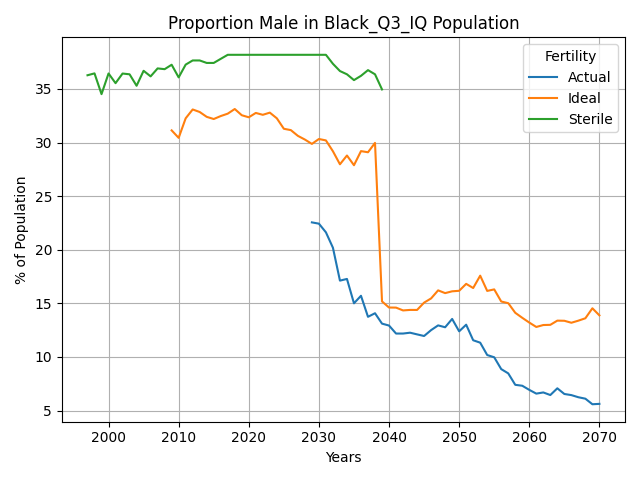 Proportion Male in Black_Q3_IQ Population
Fertility
Actual
Ideal
Sterile
% of Population
35
30
25
20
15
10
5
2000 2010 2020 2030 2040 2050 2060 2070
Years